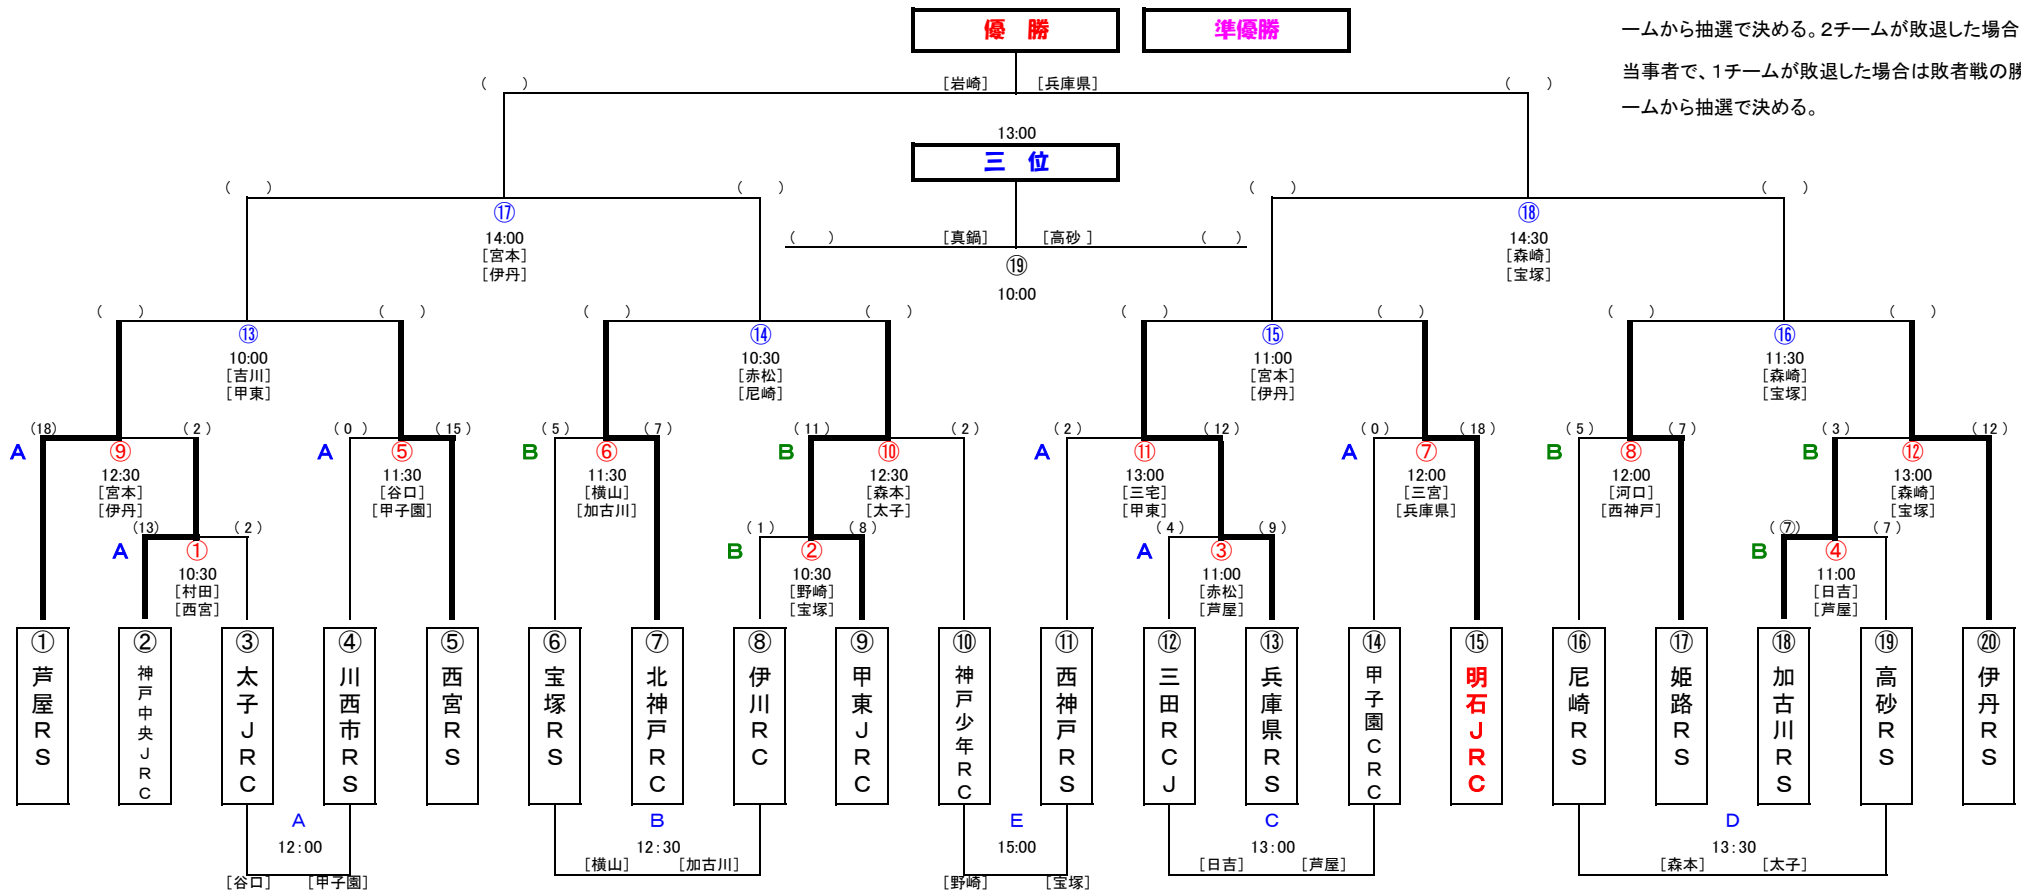 優 勝
準優勝
ームから抽選で決める。2チームが敗退した場合
( )
[岩崎]
[兵庫県]
( )
当事者で、1チームが敗退した場合は敗者戦の勝
ームから抽選で決める。
13:00
三 位
( )
( )
( )
( )
⑰
14:00
[宮本]
[伊丹]
( )
[真鍋]
[高砂 ]
( )
⑲
10:00
⑱
14:30
[森崎]
[宝塚]
( )
( )
( )
( )
( )
( )
( )
( )
⑬
10:00
[吉川]
[甲東]
⑭
10:30
[赤松]
[尼崎]
⑮
11:00
[宮本]
[伊丹]
⑯
11:30
[森崎]
[宝塚]
A
(18)
( 2 )
⑨
12:30
[宮本]
[伊丹]
A
( 0 )
( 15 )
⑤
11:30
[谷口]
[甲子園]
B
( 5 )
( 7 )
⑥
11:30
[横山]
[加古川]
B
( 11 )
( 2 )
⑩
12:30
[森本]
[太子]
A
( 2 )
( 12 )
⑪
13:00
[三宅]
[甲東]
A
( 0 )
( 18 )
⑦
12:00
[三宮]
[兵庫県]
B
( 5 )
( 7 )
⑧
12:00
[河口]
[西神戸]
B
( 3 )
( 12 )
⑫
13:00
[森崎]
[宝塚]
A
(13)
( 2 )
①
10:30
[村田]
[西宮]
B
( 1 )
( 8 )
②
10:30
[野崎]
[宝塚]
A
( 4 )
( 9 )
③
11:00
[赤松]
[芦屋]
B
( ⑦)
( 7 )
④
11:00
[日吉]
[芦屋]
① 芦屋RS
② 神戸中央JRC
③ 太子JRC
④ 川西市RS
⑤ 西宮RS
⑥ 宝塚RS
⑦ 北神戸RC
⑧ 伊川RC
⑨ 甲東JRC
⑩ 神戸少年RC
⑪ 西神戸RS
⑫ 三田RCJ
⑬ 兵庫県RS
⑭ 甲子園CRC
⑮ 明石JRC
⑯ 尼崎RS
⑰ 姫路RS
⑱ 加古川RS
⑲ 高砂RS
⑳ 伊丹RS
A
12:00
[谷口]
[甲子園]
B
12:30
[横山]
[加古川]
E
15:00
[野崎]
[宝塚]
C
13:00
[日吉]
[芦屋]
D
13:30
[森本]
[太子]